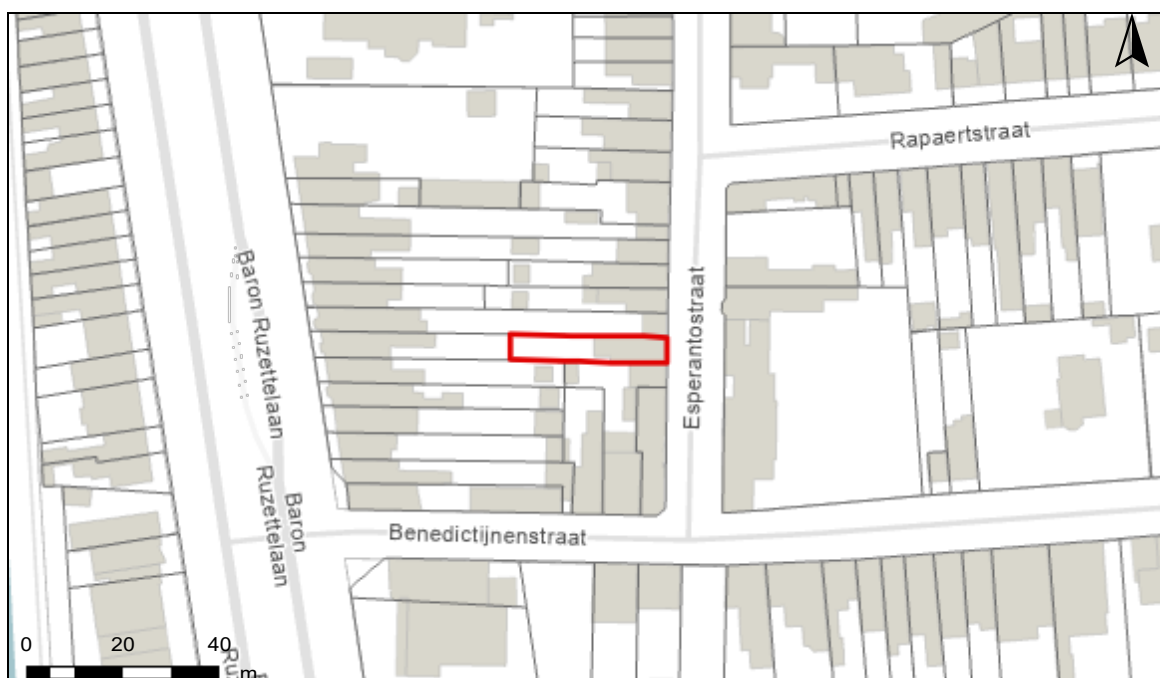 Rapaertstraat
Baron Ruzettelaan
Esperantostraat
Baron
Ruzettelaan
Benedictijnenstraat
0 20 40
m